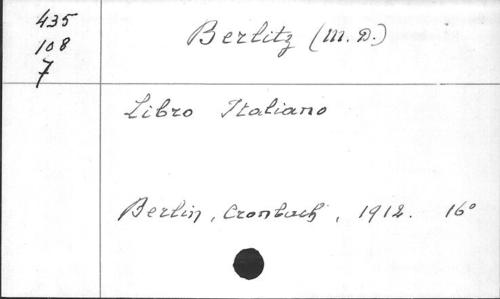 435
108
7
Berlitz (M. D.)
Libro Italiano
Berlin, Cronbach, 1912. 16°